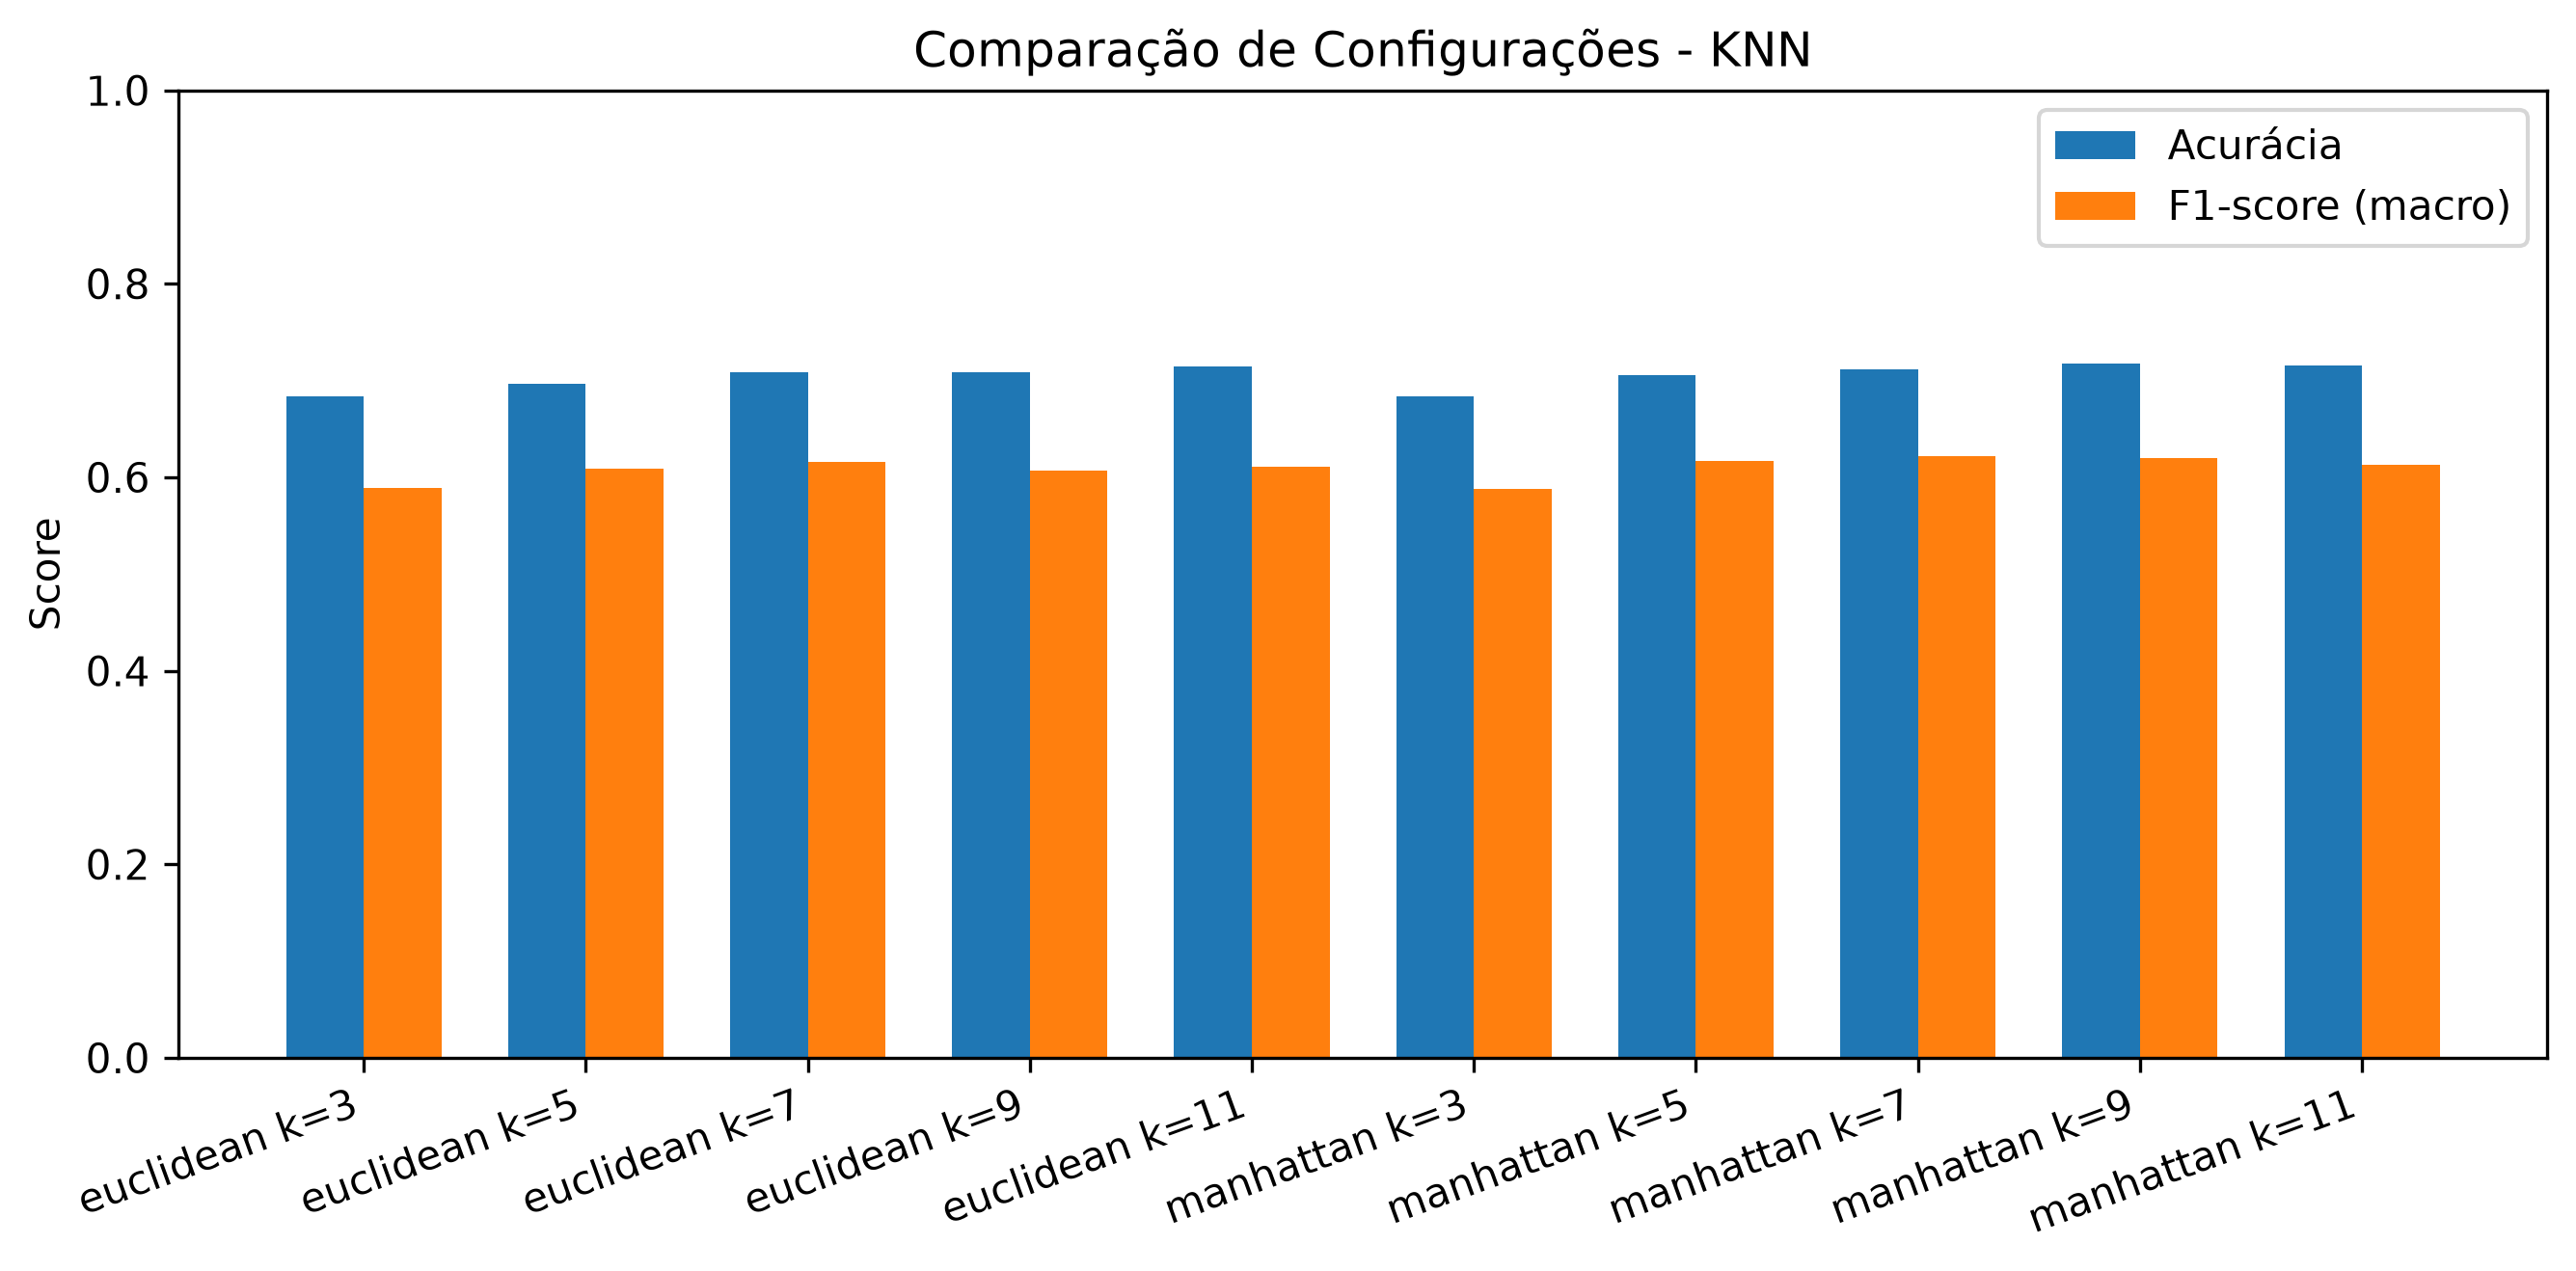 Comparação de Configurações - KNN
Acurácia
F1-score (macro)
Score
1.0
0.8
0.6
0.4
0.2
0.0
euclidean k=3
euclidean k=5
euclidean k=7
euclidean k=9
euclidean k=11
manhattan k=3
manhattan k=5
manhattan k=7
manhattan k=9
manhattan k=11